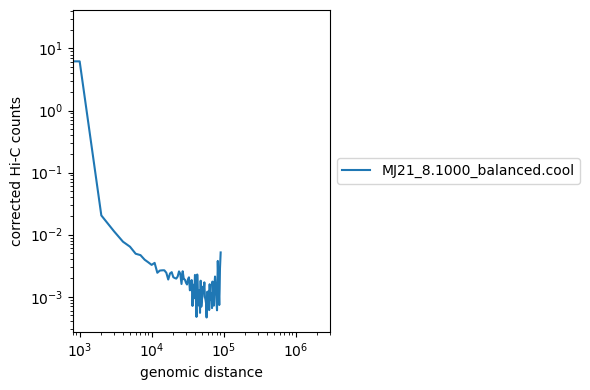 10¹
10⁰
10⁻¹
10⁻²
10⁻³
corrected Hi-C counts
10³ 10⁴ 10⁵ 10⁶
genomic distance
MJ21_8.1000_balanced.cool